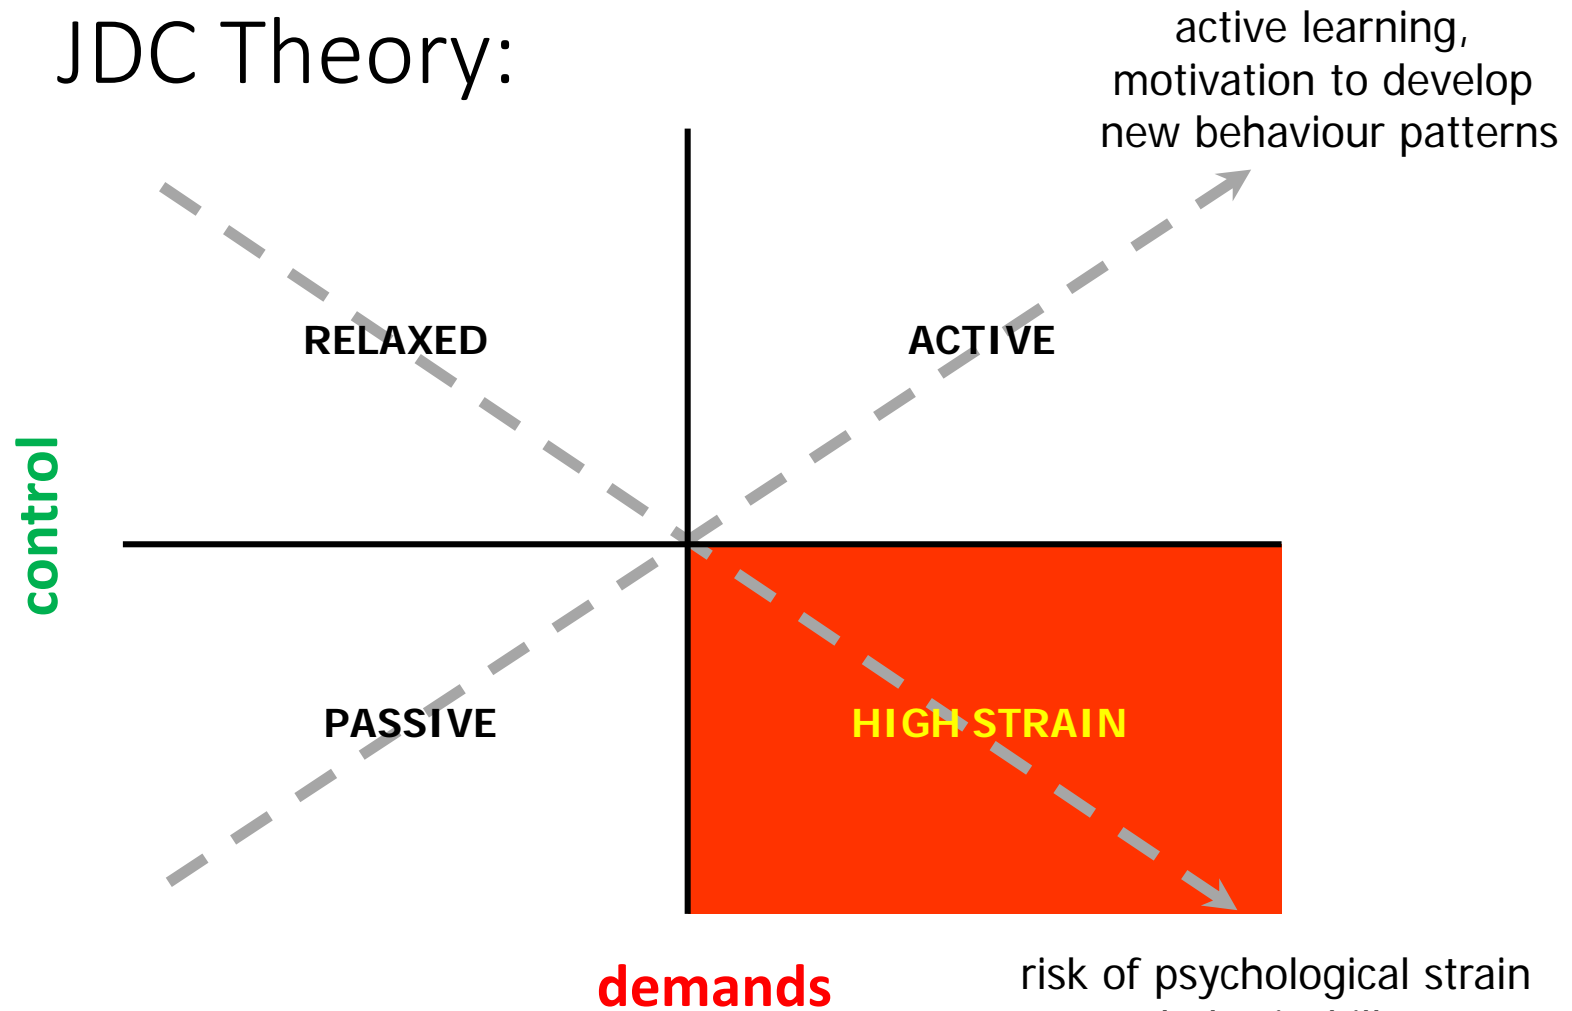 JDC Theory:
active learning,
motivation to develop
new behaviour patterns
RELAXED
ACTIVE
control
PASSIVE
HIGH STRAIN
demands
risk of psychological strain